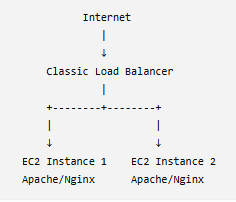 Internet
|
↓
Classic Load Balancer
|
+--------+--------+
| |
↓ ↓
EC2 Instance 1 EC2 Instance 2
Apache/Nginx Apache/Nginx